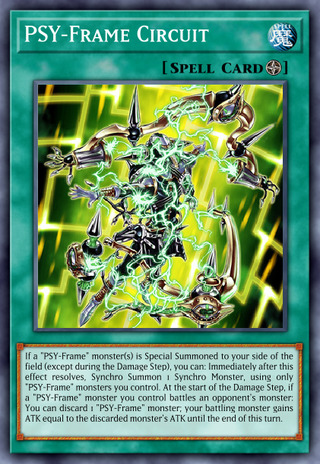 PSY-Frame Circuit
魔
[Spell Card]
If a "PSY-Frame" monster(s) is Special Summoned to your side of the
field (except during the Damage Step), you can: Immediately after this
effect resolves, Synchro Summon 1 Synchro Monster, using only
"PSY-Frame" monsters you control. At the start of the Damage Step, if
a "PSY-Frame" monster you control battles an opponent's monster:
You can discard 1 "PSY-Frame" monster; your battling monster gains
ATK equal to the discarded monster's ATK until the end of this turn.